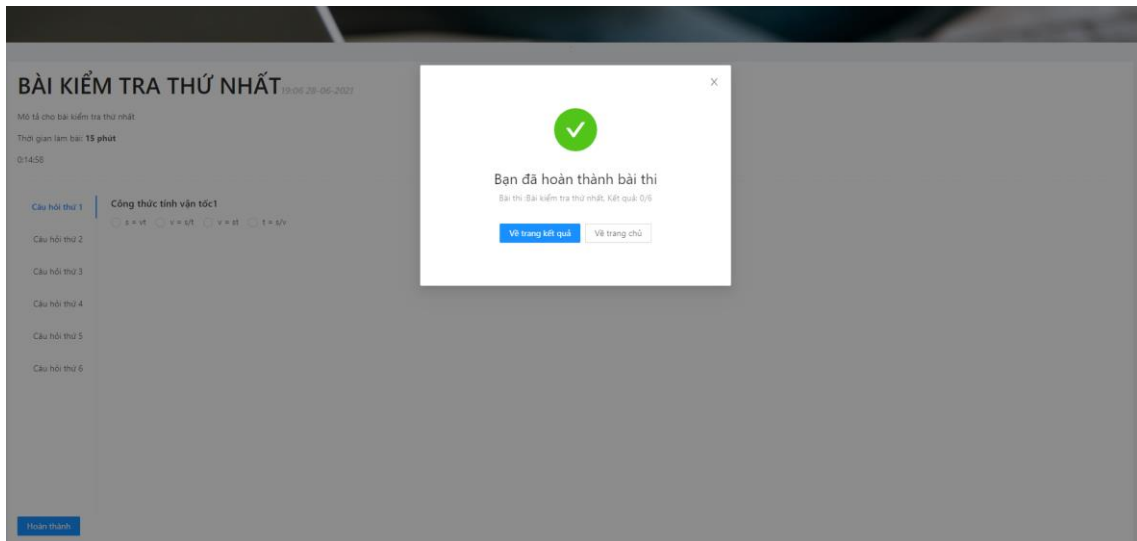 BÀI KIỂM TRA THỨ NHẤT 19:06 28-06-2021
Mô tả cho bài kiểm tra thứ nhất
Thời gian làm bài: 15 phút
0:14:58
Câu hỏi thứ 1
Câu hỏi thứ 2
Câu hỏi thứ 3
Câu hỏi thứ 4
Câu hỏi thứ 5
Câu hỏi thứ 6
Công thức tính vận tốc1
s = vt v = s/t v = st t = s/v
Hoàn thành
Bạn đã hoàn thành bài thi
Bài thi :Bài kiểm tra thứ nhất, Kết quả: 0/6
Về trang kết quả Về trang chủ